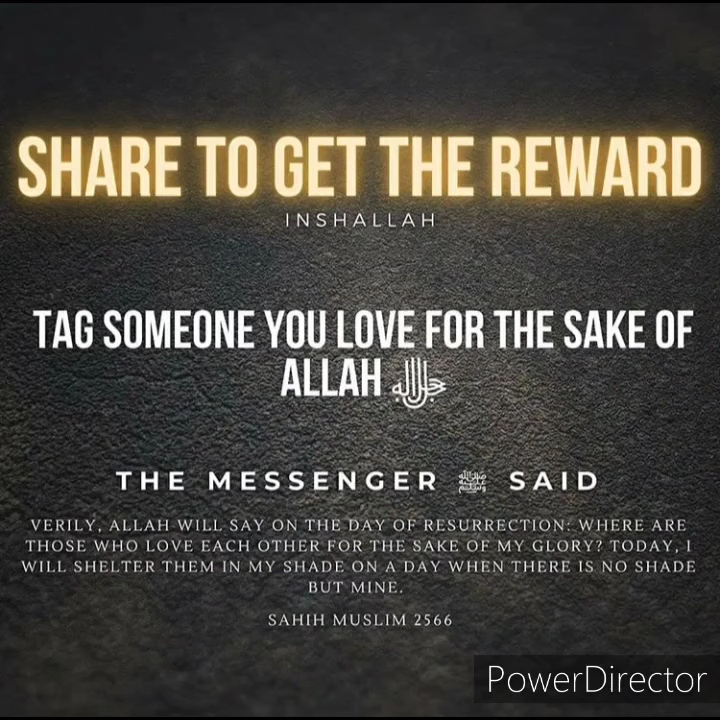 SHARE TO GET THE REWARD
INSHALLAH
TAG SOMEONE YOU LOVE FOR THE SAKE OF
ALLAH ﷻ
THE MESSENGER ﷺ SAID
VERILY, ALLAH WILL SAY ON THE DAY OF RESURRECTION: WHERE ARE
THOSE WHO LOVE EACH OTHER FOR THE SAKE OF MY GLORY? TODAY, I
WILL SHELTER THEM IN MY SHADE ON A DAY WHEN THERE IS NO SHADE
BUT MINE.
SAHIH MUSLIM 2566
PowerDirector